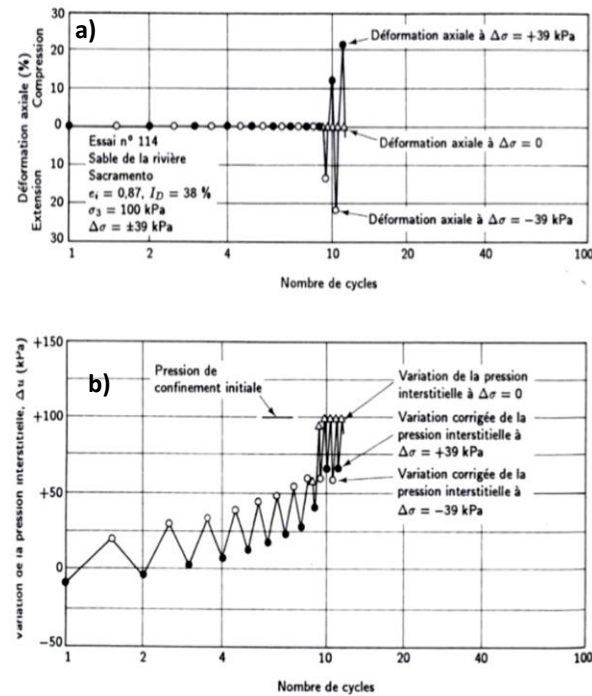 a)
30
20
10
0
10
20
30
Déformation axiale (%)
Extension Compression
Déformation axiale à Δσ = +39 kPa
Déformation axiale à Δσ = 0
Déformation axiale à Δσ = −39 kPa
Essai nº 114
Sable de la rivière
Sacramento
eᵢ = 0,87, I_D = 38 %
σ₃ = 100 kPa
Δσ = ±39 kPa
1 2 4 10 20 40 100
Nombre de cycles
b)
+150
+100
+50
0
−50
Variation de la pression interstitielle, Δu (kPa)
Pression de
confinement initiale
Variation de la pression
interstitielle à Δσ = 0
Variation corrigée de la
pression interstitielle à
Δσ = +39 kPa
Variation corrigée de la
pression interstitielle à
Δσ = −39 kPa
1 2 4 10 20 40 100
Nombre de cycles